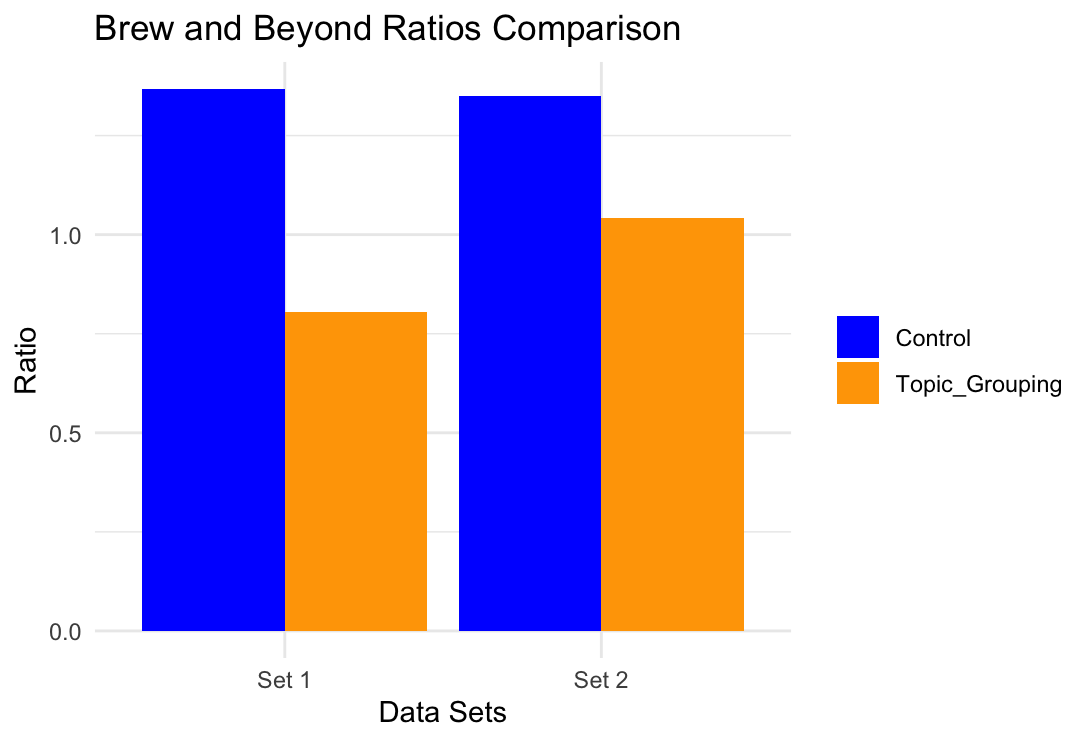 Brew and Beyond Ratios Comparison
Ratio
1.0
0.5
0.0
Set 1
Set 2
Data Sets
Control
Topic_Grouping